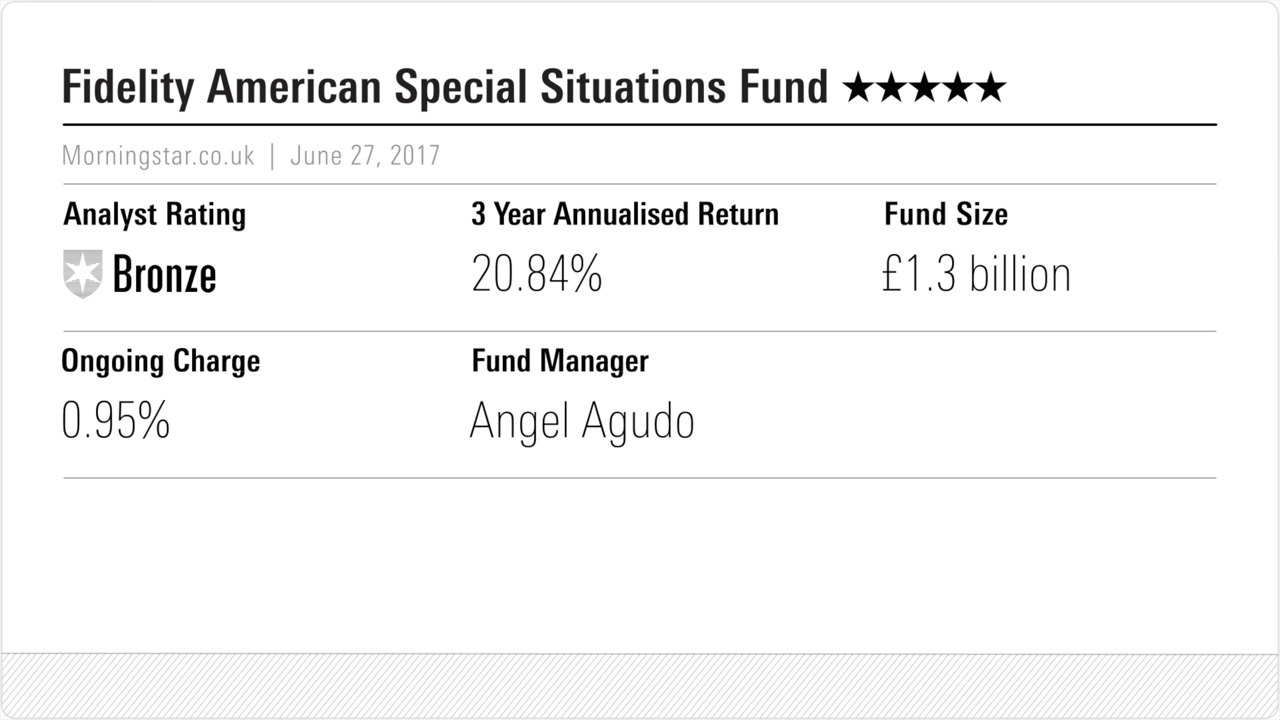 Fidelity American Special Situations Fund ★★★★★
Morningstar.co.uk | June 27, 2017
Analyst Rating
3 Year Annualised Return
Fund Size
Bronze
20.84%
£1.3 billion
Ongoing Charge
Fund Manager
0.95%
Angel Agudo